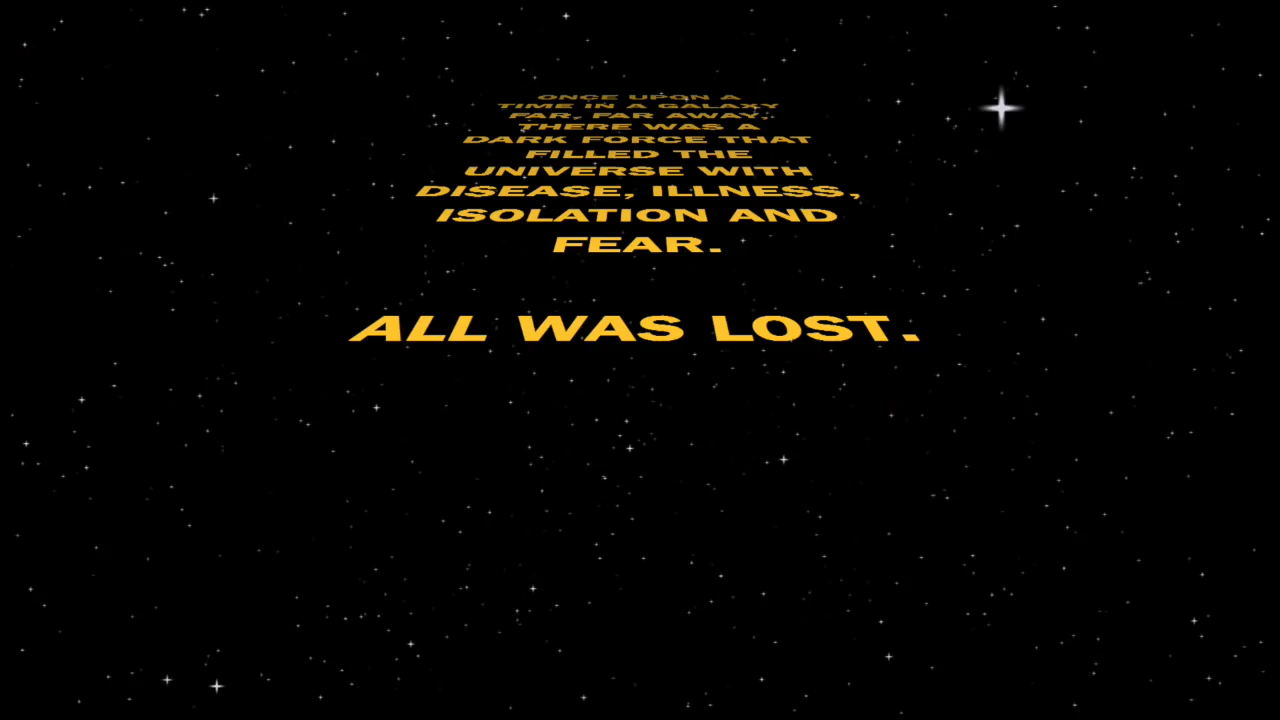 ONCE UPON A
TIME IN A GALAXY
FAR, FAR AWAY,
THERE WAS A
DARK FORCE THAT
FILLED THE
UNIVERSE WITH
DISEASE, ILLNESS,
ISOLATION AND
FEAR.
ALL WAS LOST.